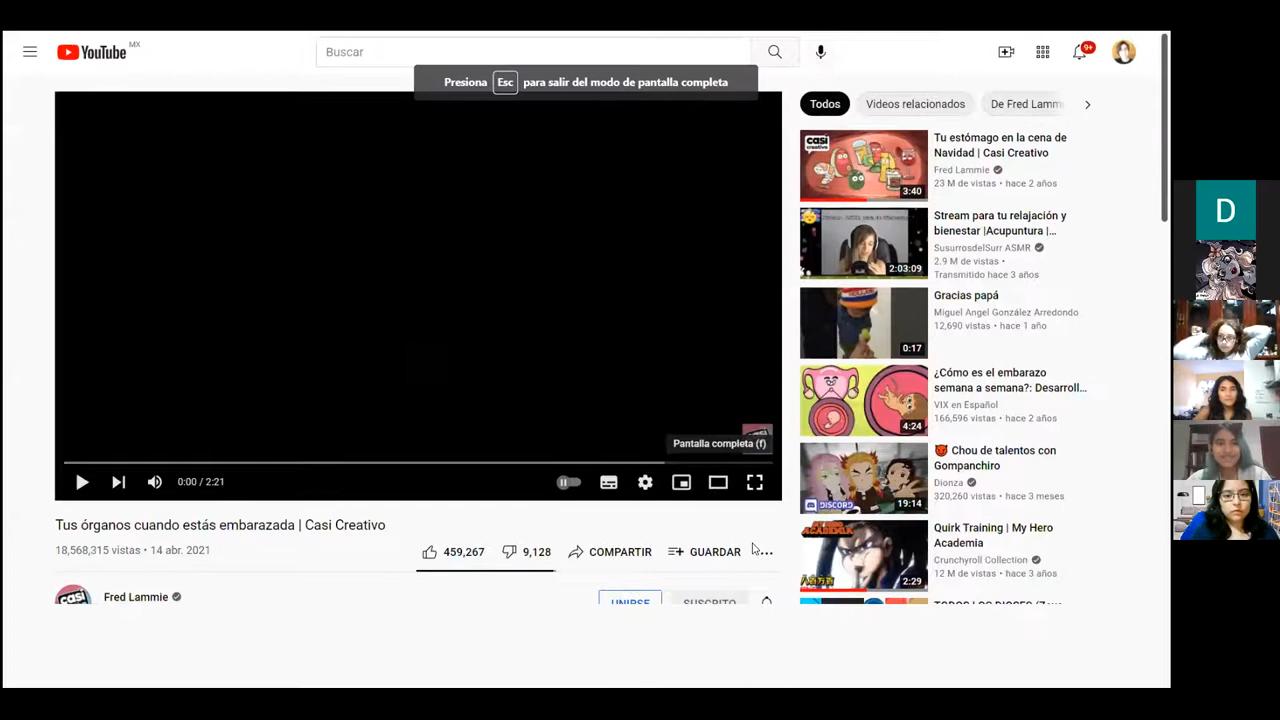 YouTube MX
Buscar
9+
Presiona Esc para salir del modo de pantalla completa
Pantalla completa (f)
0:00 / 2:21
Tus órganos cuando estás embarazada | Casi Creativo
18,568,315 vistas • 14 abr. 2021
459,267
9,128
COMPARTIR
GUARDAR
casi
Fred Lammie
UNIRSE
SUSCRITO
Todos
Videos relacionados
De Fred Lammi
casi
creativo
3:40
Tu estómago en la cena de
Navidad | Casi Creativo
Fred Lammie
23 M de vistas • hace 2 años
2:03:09
Stream para tu relajación y
bienestar |Acupuntura |...
SusurrosdelSurr ASMR
2.9 M de vistas •
Transmitido hace 3 años
0:17
Gracias papá
Miguel Angel González Arredondo
12,690 vistas • hace 1 año
4:24
¿Cómo es el embarazo
semana a semana?: Desarroll...
VIX en Español
166,596 vistas • hace 2 años
DISCORD
19:14
👿 Chou de talentos con
Gompanchiro
Dionza
320,260 vistas • hace 3 meses
2:29
Quirk Training | My Hero
Academia
Crunchyroll Collection
12 M de vistas • hace 3 años
D